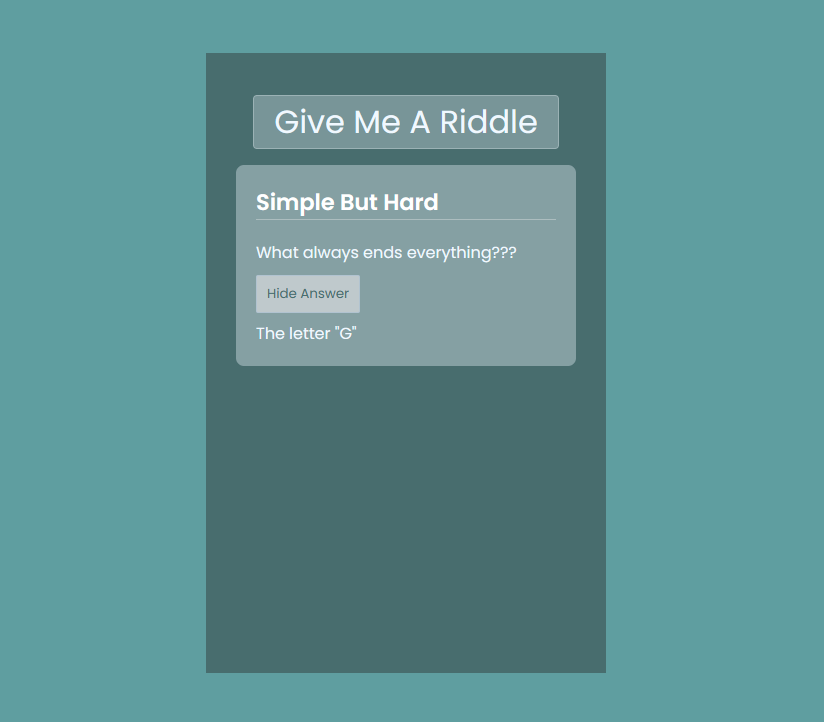 Give Me A Riddle
Simple But Hard
What always ends everything???
Hide Answer
The letter "G"